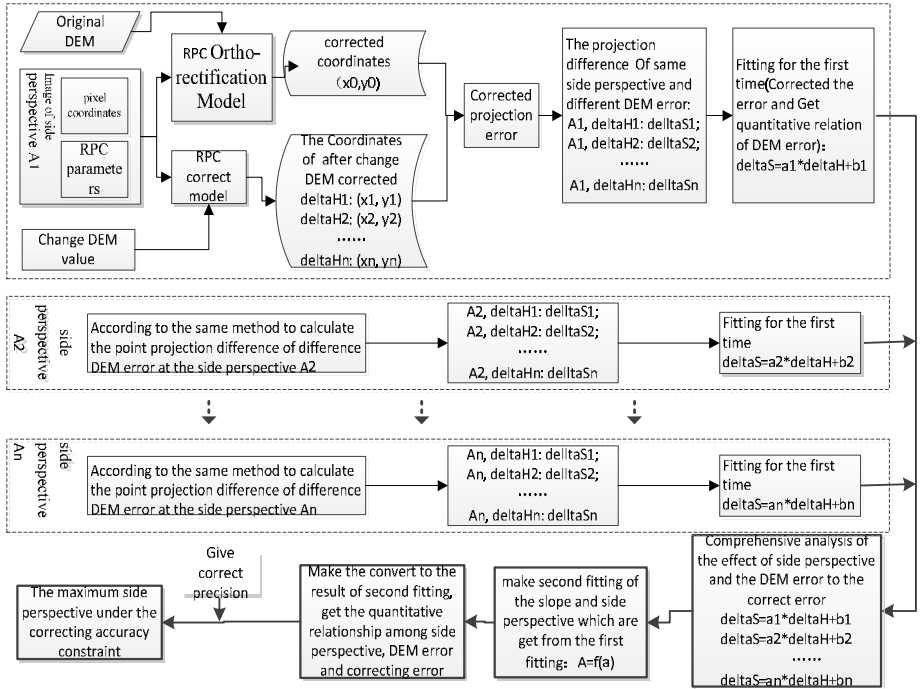 Original
DEM
Image of side
perspective A1
pixel
coordinates
RPC
paramete
rs
Change DEM
value
RPC Ortho-
rectification
Model
RPC
correct
model
corrected
coordinates
(x0,y0)
The Coordinates
of after change
DEM corrected
deltaH1: (x1, y1)
deltaH2: (x2, y2)
......
deltaHn: (xn, yn)
Corrected
projection
error
The projection
difference Of same
side perspective and
different DEM error:
A1, deltaH1: delltaS1;
A1, deltaH2: delltaS2;
......
A1, deltaHn: delltaSn
Fitting for the first
time(Corrected the
error and Get
quantitative relation
of DEM error):
deltaS=a1*deltaH+b1
side
perspective
A2
According to the same method to calculate
the point projection difference of difference
DEM error at the side perspective A2
A2, deltaH1: deltaS1;
A2, deltaH2: deltaS2;
......
A2, deltaHn: delltaSn
Fitting for the first
time
deltaS=a2*deltaH+b2
side
perspective
An
According to the same method to calculate
the point projection difference of difference
DEM error at the side perspective An
An, deltaH1: deltaS1;
An, deltaH2: deltaS2;
......
An, deltaHn: delltaSn
Fitting for the first
time
deltaS=an*deltaH+bn
Comprehensive analysis of
the effect of side perspective
and the DEM error to the
correct error
deltaS=a1*deltaH+b1
deltaS=a2*deltaH+b2
......
deltaS=an*deltaH+bn
make second fitting of
the slope and side
perspective which are
get from the first
fitting: A=f(a)
Make the convert to the
result of second fitting,
get the quantitative
relationship among side
perspective, DEM error
and correcting error
Give
correct
precision
The maximum side
perspective under the
correcting accuracy
constraint